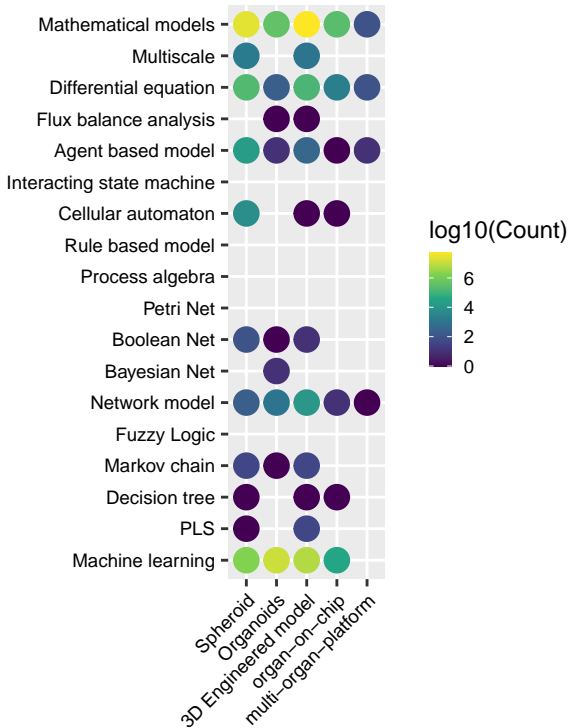 Mathematical models
Multiscale
Differential equation
Flux balance analysis
Agent based model
Interacting state machine
Cellular automaton
Rule based model
Process algebra
Petri Net
Boolean Net
Bayesian Net
Network model
Fuzzy Logic
Markov chain
Decision tree
PLS
Machine learning
Spheroid
Organoids
3D Engineered model
organ−on−chip
multi−organ−platform
log10(Count)
6
4
2
0